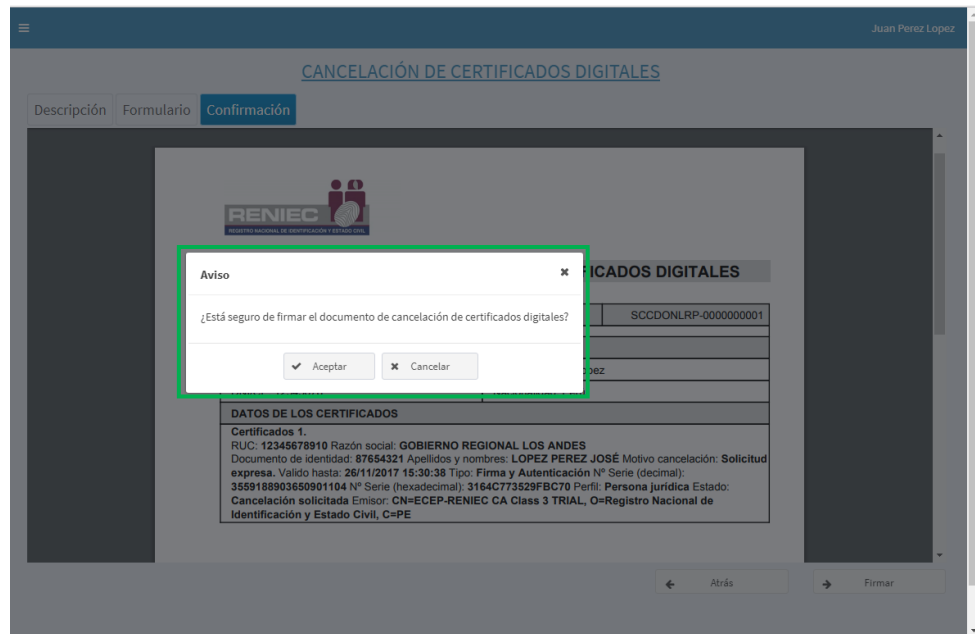 Juan Perez Lopez
CANCELACIÓN DE CERTIFICADOS DIGITALES
Descripción Formulario Confirmación
RENIEC
REGISTRO NACIONAL DE IDENTIFICACIÓN Y ESTADO CIVIL
FICADOS DIGITALES
Aviso
SCCDONLRP-0000000001
¿Está seguro de firmar el documento de cancelación de certificados digitales?
Aceptar Cancelar
DATOS DE LOS CERTIFICADOS
Certificados 1.
RUC: 12345678910 Razón social: GOBIERNO REGIONAL LOS ANDES
Documento de identidad: 87654321 Apellidos y nombres: LOPEZ PEREZ JOSÉ Motivo cancelación: Solicitud
expresa. Valido hasta: 26/11/2017 15:30:38 Tipo: Firma y Autenticación Nº Serie (decimal):
3559188903650901104 Nº Serie (hexadecimal): 3164C773529FBC70 Perfil: Persona jurídica Estado:
Cancelación solicitada Emisor: CN=ECEP-RENIEC CA Class 3 TRIAL, O=Registro Nacional de
Identificación y Estado Civil, C=PE
Atrás Firmar